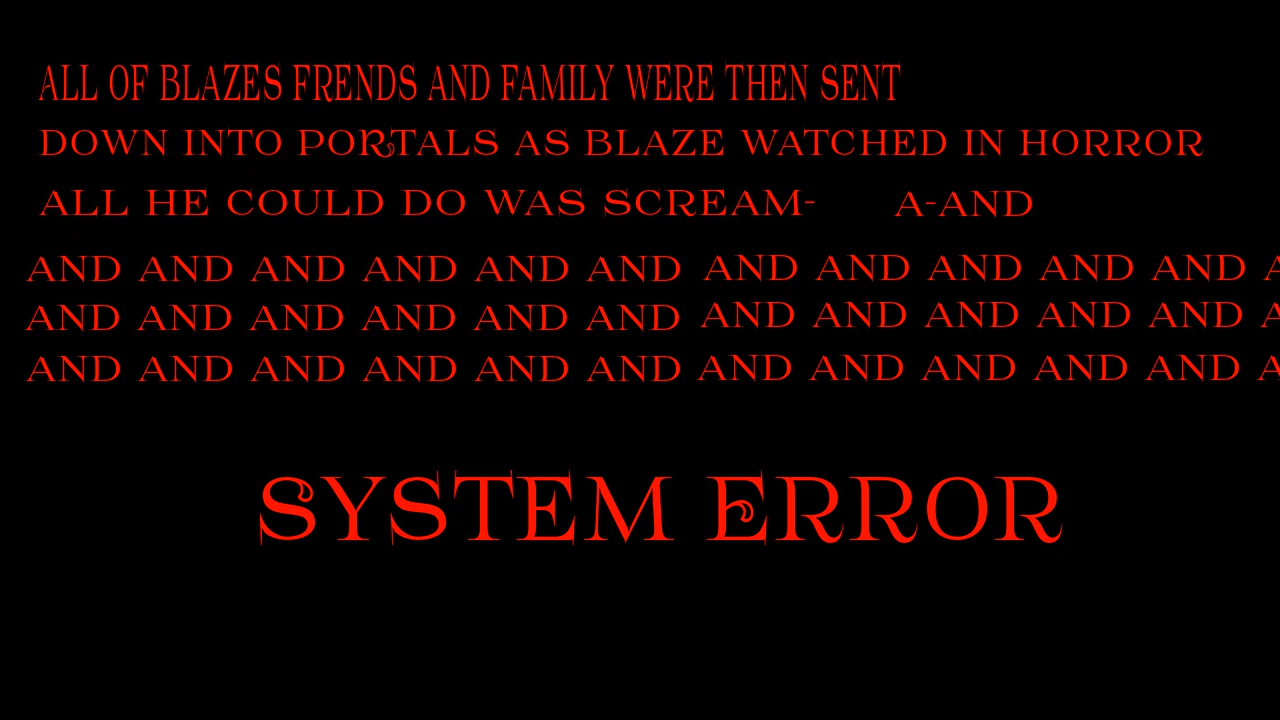 ALL OF BLAZES FRENDS AND FAMILY WERE THEN SENT
DOWN INTO PORTALS AS BLAZE WATCHED IN HORROR
ALL HE COULD DO WAS SCREAM- A-AND
AND AND AND AND AND AND AND AND AND AND AND A
AND AND AND AND AND AND AND AND AND AND AND A
AND AND AND AND AND AND AND AND AND AND AND A
SYSTEM ERROR